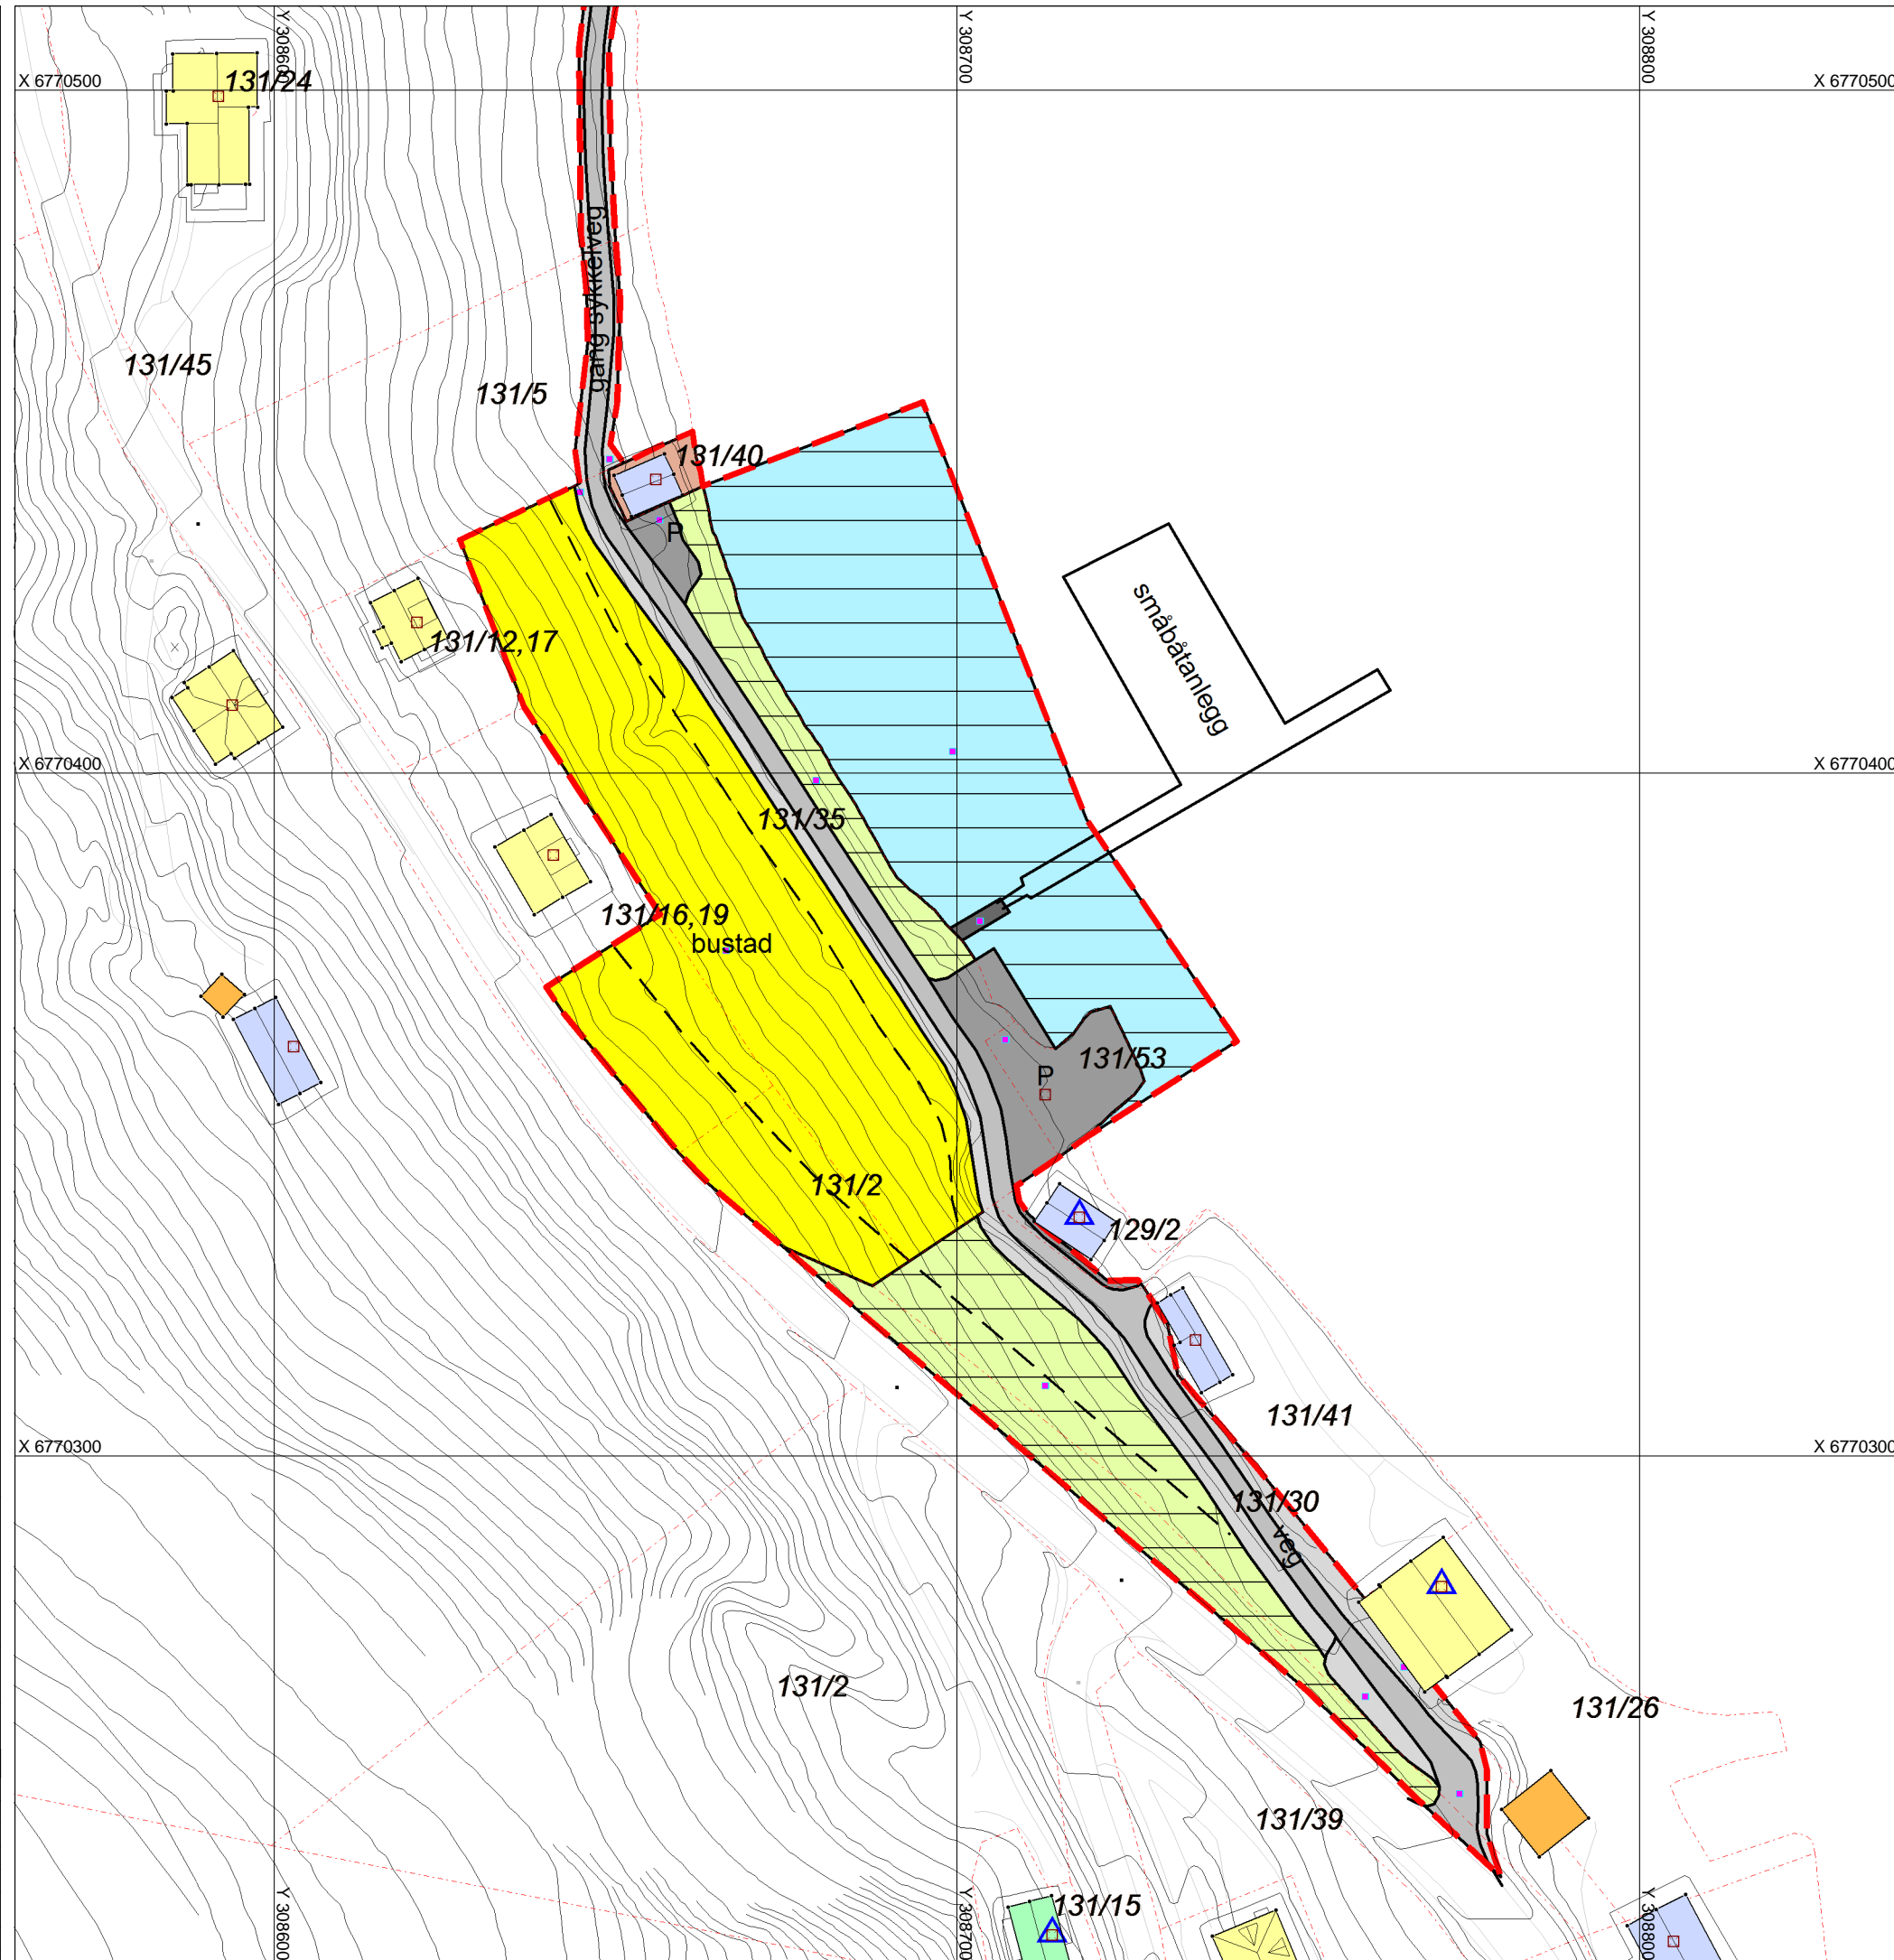 Y 308600
Y 308700
Y 308800
X 6770500
X 6770500
131/24
gang sykkelveg
131/45
131/5
131/40
P
småbåtanlegg
131/12,17
X 6770400
X 6770400
131/35
131/16,19
bustad
131/53
P
131/2
129/2
131/41
X 6770300
X 6770300
131/30
veg
131/2
131/26
131/39
131/15
Y 308600
Y 308700
Y 308800